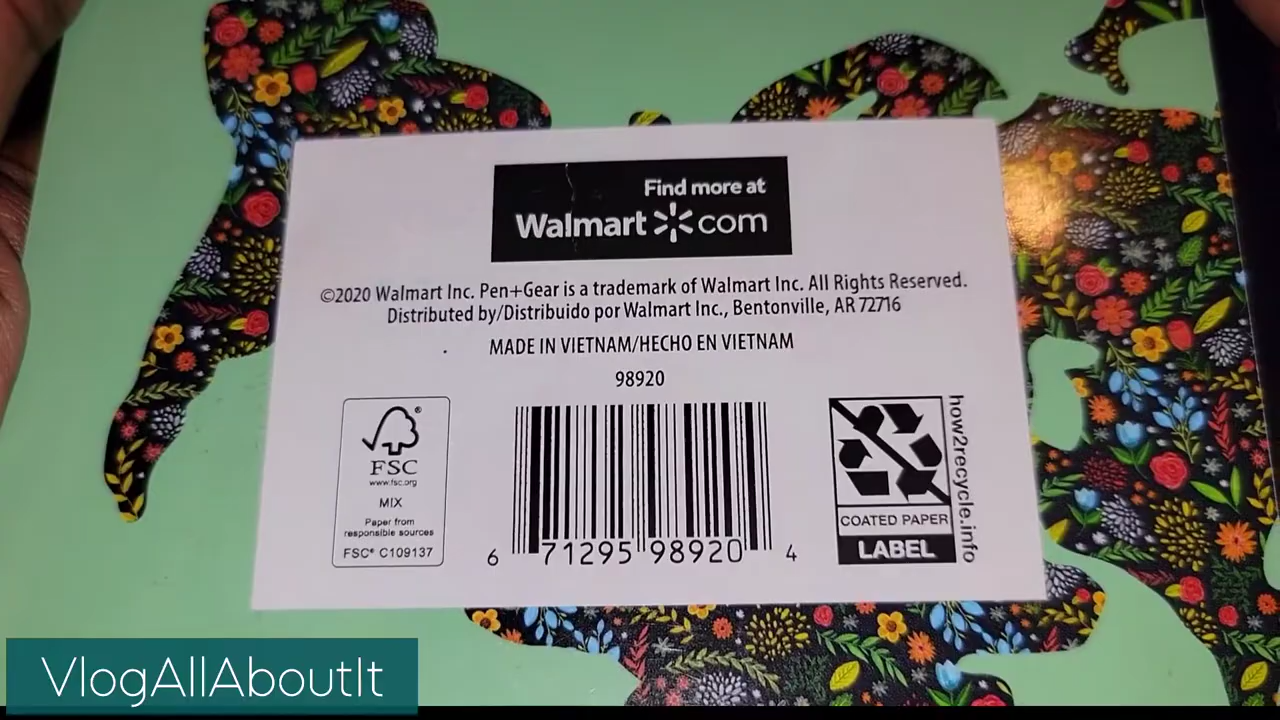 Find more at
Walmart com
©2020 Walmart Inc. Pen+Gear is a trademark of Walmart Inc. All Rights Reserved.
Distributed by/Distribuido por Walmart Inc., Bentonville, AR 72716
MADE IN VIETNAM/HECHO EN VIETNAM
98920
FSC®
www.fsc.org
MIX
Paper from
responsible sources
FSC® C109137
6 71295 98920 4
how2recycle.info
COATED PAPER
LABEL
VlogAllAboutIt